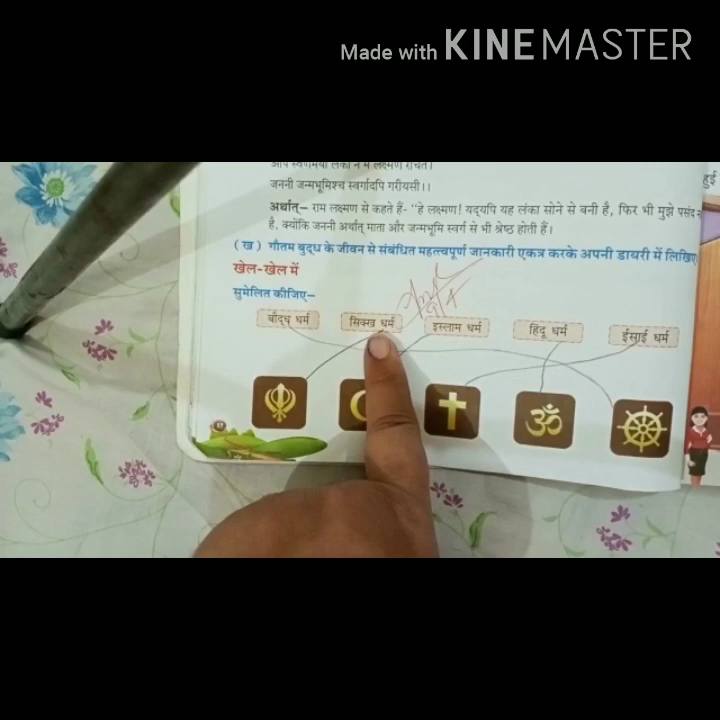 Made with KINEMASTER
जननी जन्मभूमिश्च स्वर्गादपि गरीयसी।।
अर्थात्– राम लक्ष्मण से कहते हैं- "हे लक्ष्मण! यद्यपि यह लंका सोने से बनी है, फिर भी मुझे पसंद
है, क्योंकि जननी अर्थात् माता और जन्मभूमि स्वर्ग से भी श्रेष्ठ होती हैं।
(ख) गौतम बुद्ध के जीवन से संबंधित महत्त्वपूर्ण जानकारी एकत्र करके अपनी डायरी में लिखिए
खेल-खेल में
सुमेलित कीजिए–
बौद्ध धर्म सिक्ख धर्म इस्लाम धर्म हिंदू धर्म ईसाई धर्म
हुई